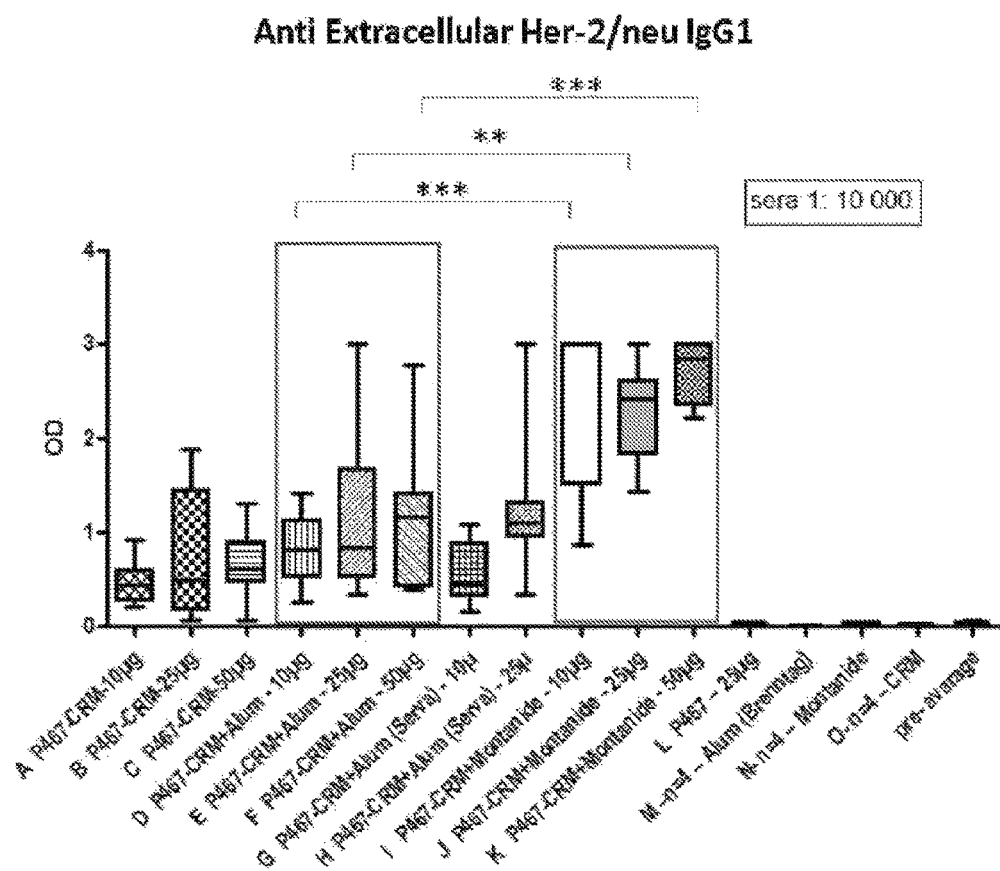 Anti Extracellular Her-2/neu IgG1
***
**
***
sera 1: 10 000
4
3
2
1
0
OD
A P467-CRM-10µg
B P467-CRM-25µg
C P467-CRM-50µg
D P467-CRM+Alum - 10µg
E P467-CRM+Alum - 25µg
F P467-CRM+Alum - 50µg
G P467-CRM+Alum (Serva) - 10µ
H P467-CRM+Alum (Serva) - 25µ
I P467-CRM+Montanide - 10µg
J P467-CRM+Montanide - 25µg
K P467-CRM+Montanide - 50µg
L P467 - 25µg
M -n=4 - Alum (Brenntag)
N- n=4 - Montanide
O- n=4 - CRM
pre- average